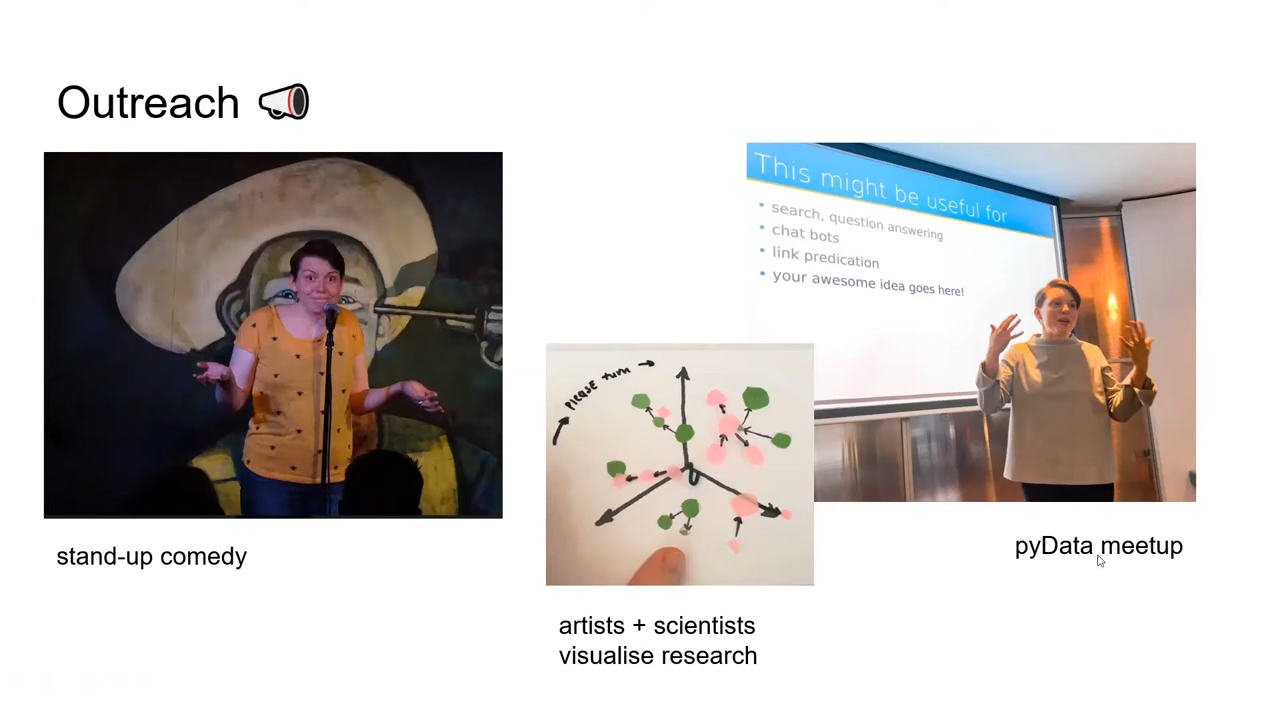 Outreach
This might be useful for
search, question answering
chat bots
link predication
your awesome idea goes here!
please turn
stand-up comedy
pyData meetup
artists + scientists
visualise research